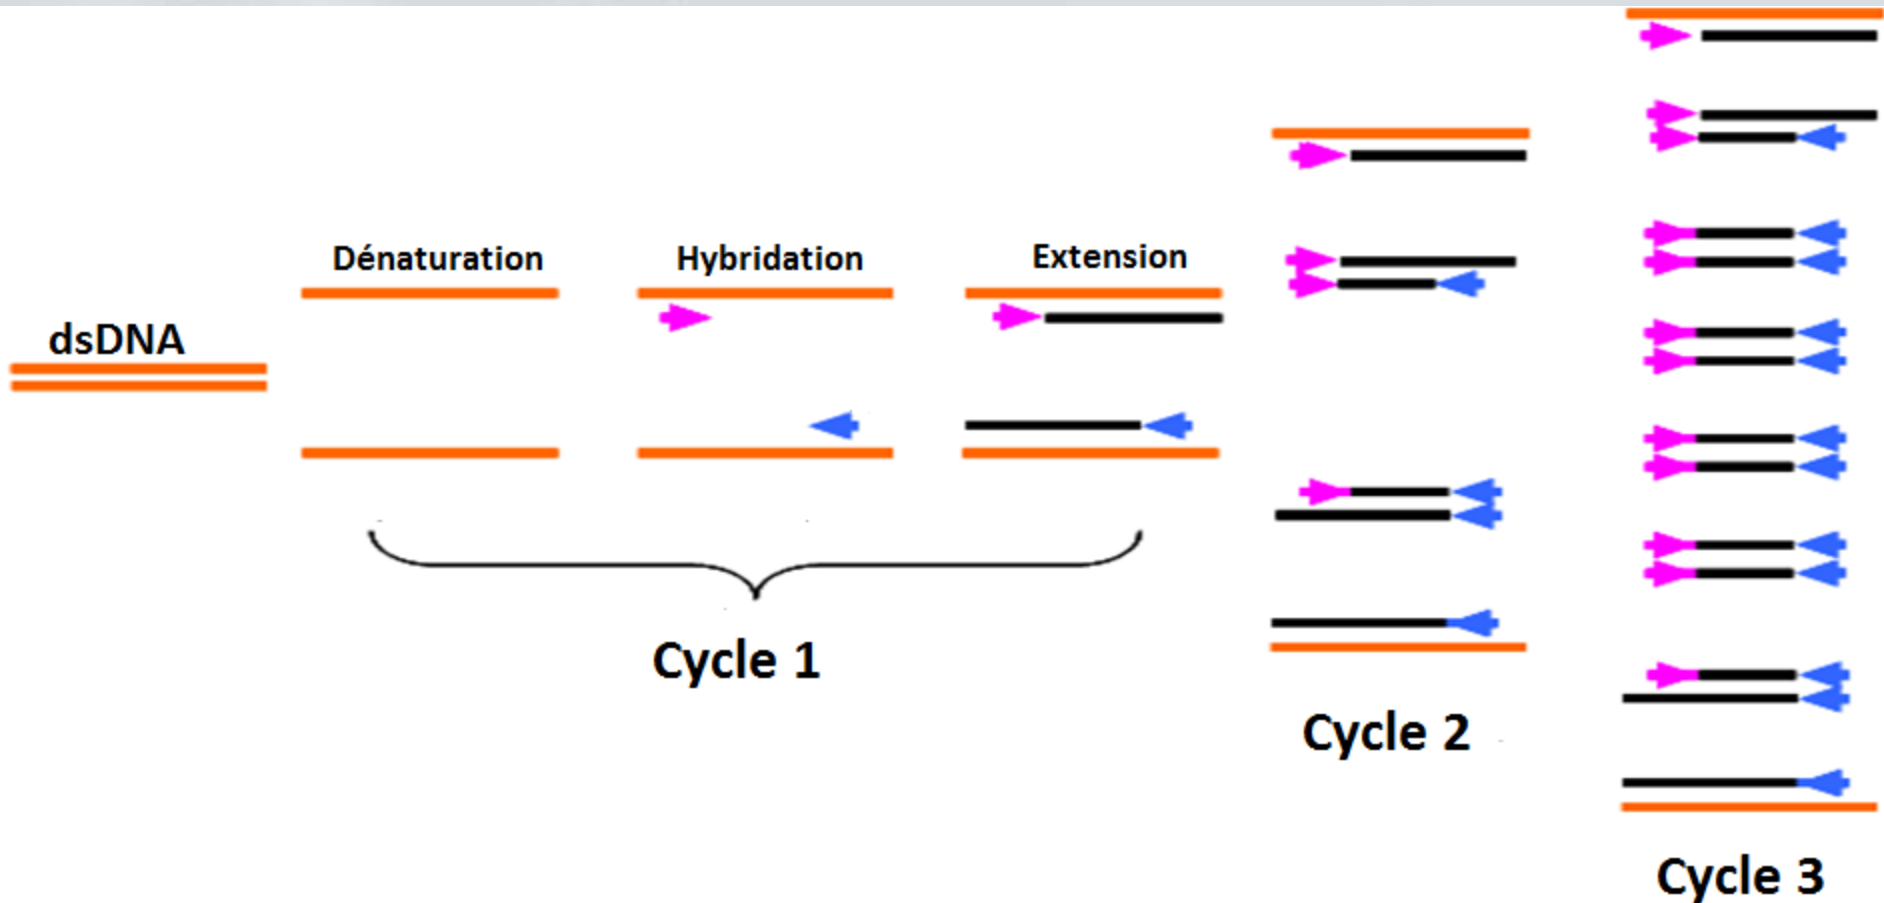 dsDNA
Dénaturation
Hybridation
Extension
Cycle 1
Cycle 2
Cycle 3